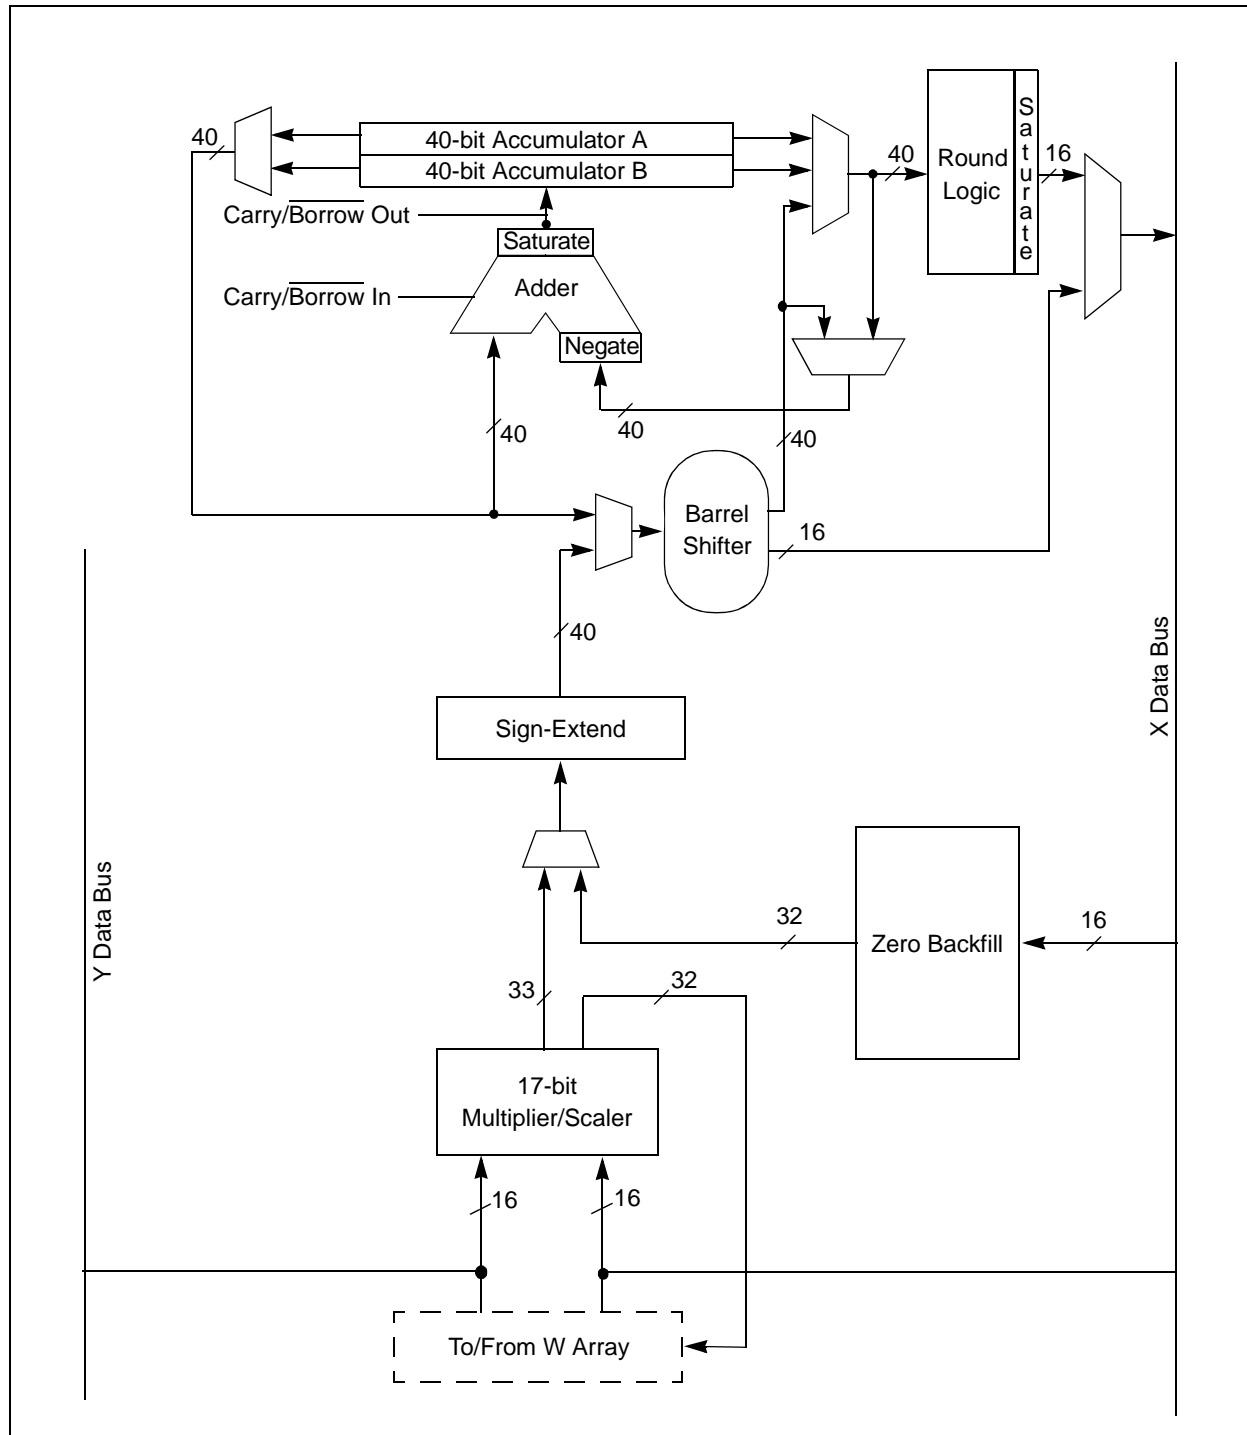 40
40-bit Accumulator A
40-bit Accumulator B
40
Round
Logic
Saturate
16
Carry/Borrow Out
Saturate
Carry/Borrow In
Adder
Negate
40
40
40
Barrel
Shifter
16
40
X Data Bus
Sign-Extend
Y Data Bus
32
Zero Backfill
16
33
32
17-bit
Multiplier/Scaler
16
16
To/From W Array